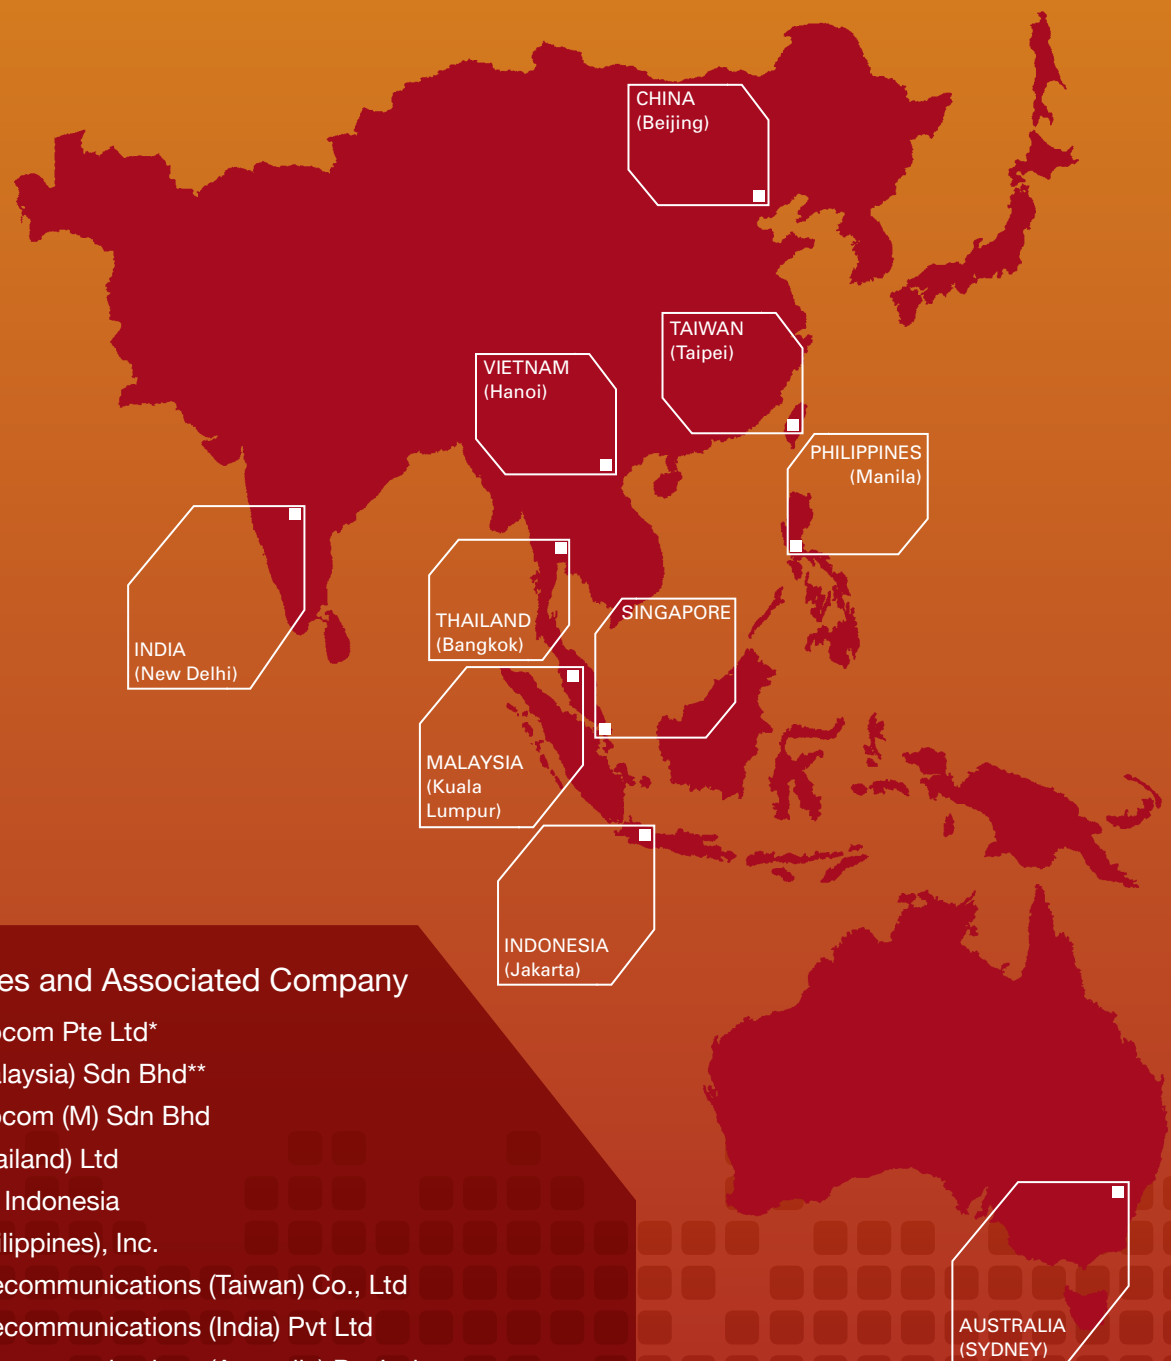 CHINA
(Beijing)
TAIWAN
(Taipei)
VIETNAM
(Hanoi)
PHILIPPINES
(Manila)
INDIA
(New Delhi)
THAILAND
(Bangkok)
SINGAPORE
MALAYSIA
(Kuala
Lumpur)
INDONESIA
(Jakarta)
es and Associated Company
com Pte Ltd*
laysia) Sdn Bhd**
com (M) Sdn Bhd
ailand) Ltd
Indonesia
ilippines), Inc.
ecommunications (Taiwan) Co., Ltd
ecommunications (India) Pvt Ltd
AUSTRALIA
(SYDNEY)